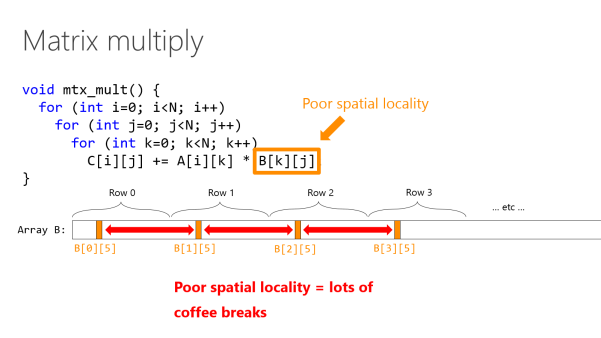 Matrix multiply
void mtx_mult() {
for (int i=0; i<N; i++)
for (int j=0; j<N; j++)
for (int k=0; k<N; k++)
C[i][j] += A[i][k] * B[k][j]
}
Poor spatial locality
Row 0 Row 1 Row 2 Row 3
... etc ...
Array B:
B[0][5] B[1][5] B[2][5] B[3][5]
Poor spatial locality = lots of
coffee breaks